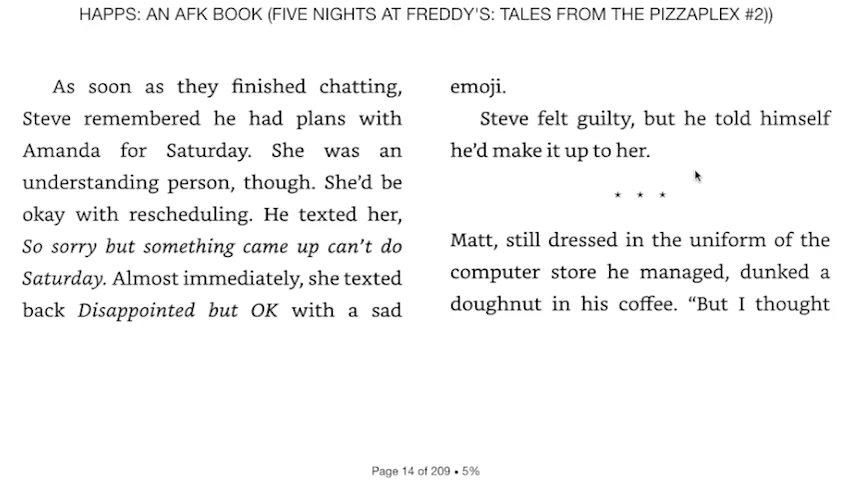 HAPPS: AN AFK BOOK (FIVE NIGHTS AT FREDDY'S: TALES FROM THE PIZZAPLEX #2))
As soon as they finished chatting,
Steve remembered he had plans with
Amanda for Saturday. She was an
understanding person, though. She’d be
okay with rescheduling. He texted her,
So sorry but something came up can’t do
Saturday. Almost immediately, she texted
back Disappointed but OK with a sad
emoji.
Steve felt guilty, but he told himself
he’d make it up to her.
* * *
Matt, still dressed in the uniform of the
computer store he managed, dunked a
doughnut in his coffee. “But I thought
Page 14 of 209 • 5%